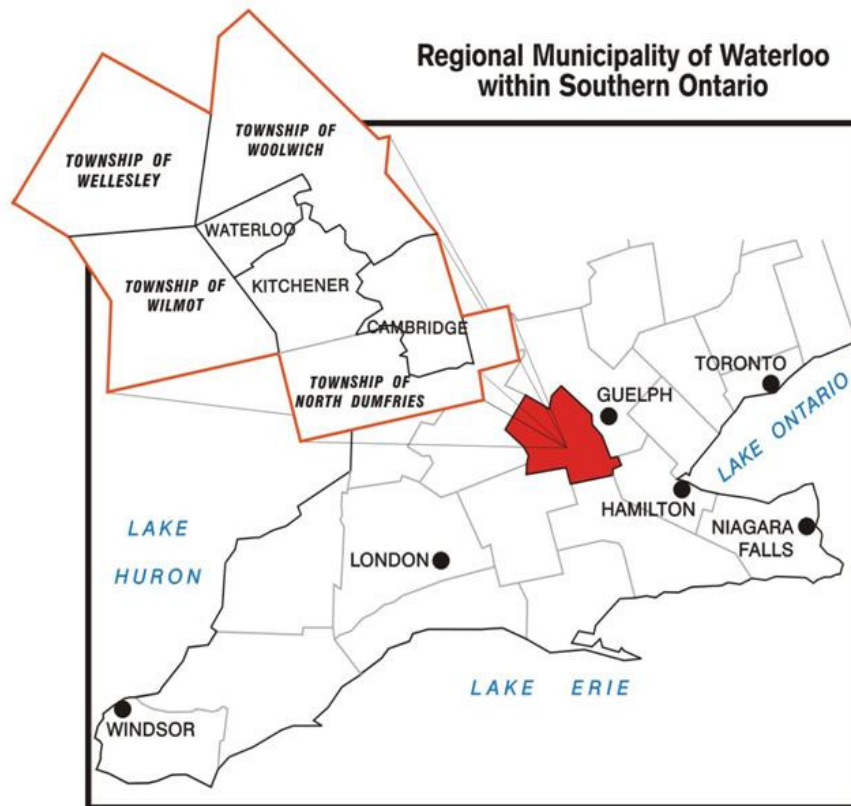 Regional Municipality of Waterloo
within Southern Ontario
TOWNSHIP OF
WOOLWICH
TOWNSHIP OF
WELLESLEY
WATERLOO
TOWNSHIP OF
WILMOT
KITCHENER
CAMBRIDGE
TOWNSHIP OF
NORTH DUMFRIES
TORONTO
GUELPH
LAKE ONTARIO
HAMILTON
NIAGARA
FALLS
LAKE
HURON
LONDON
LAKE ERIE
WINDSOR